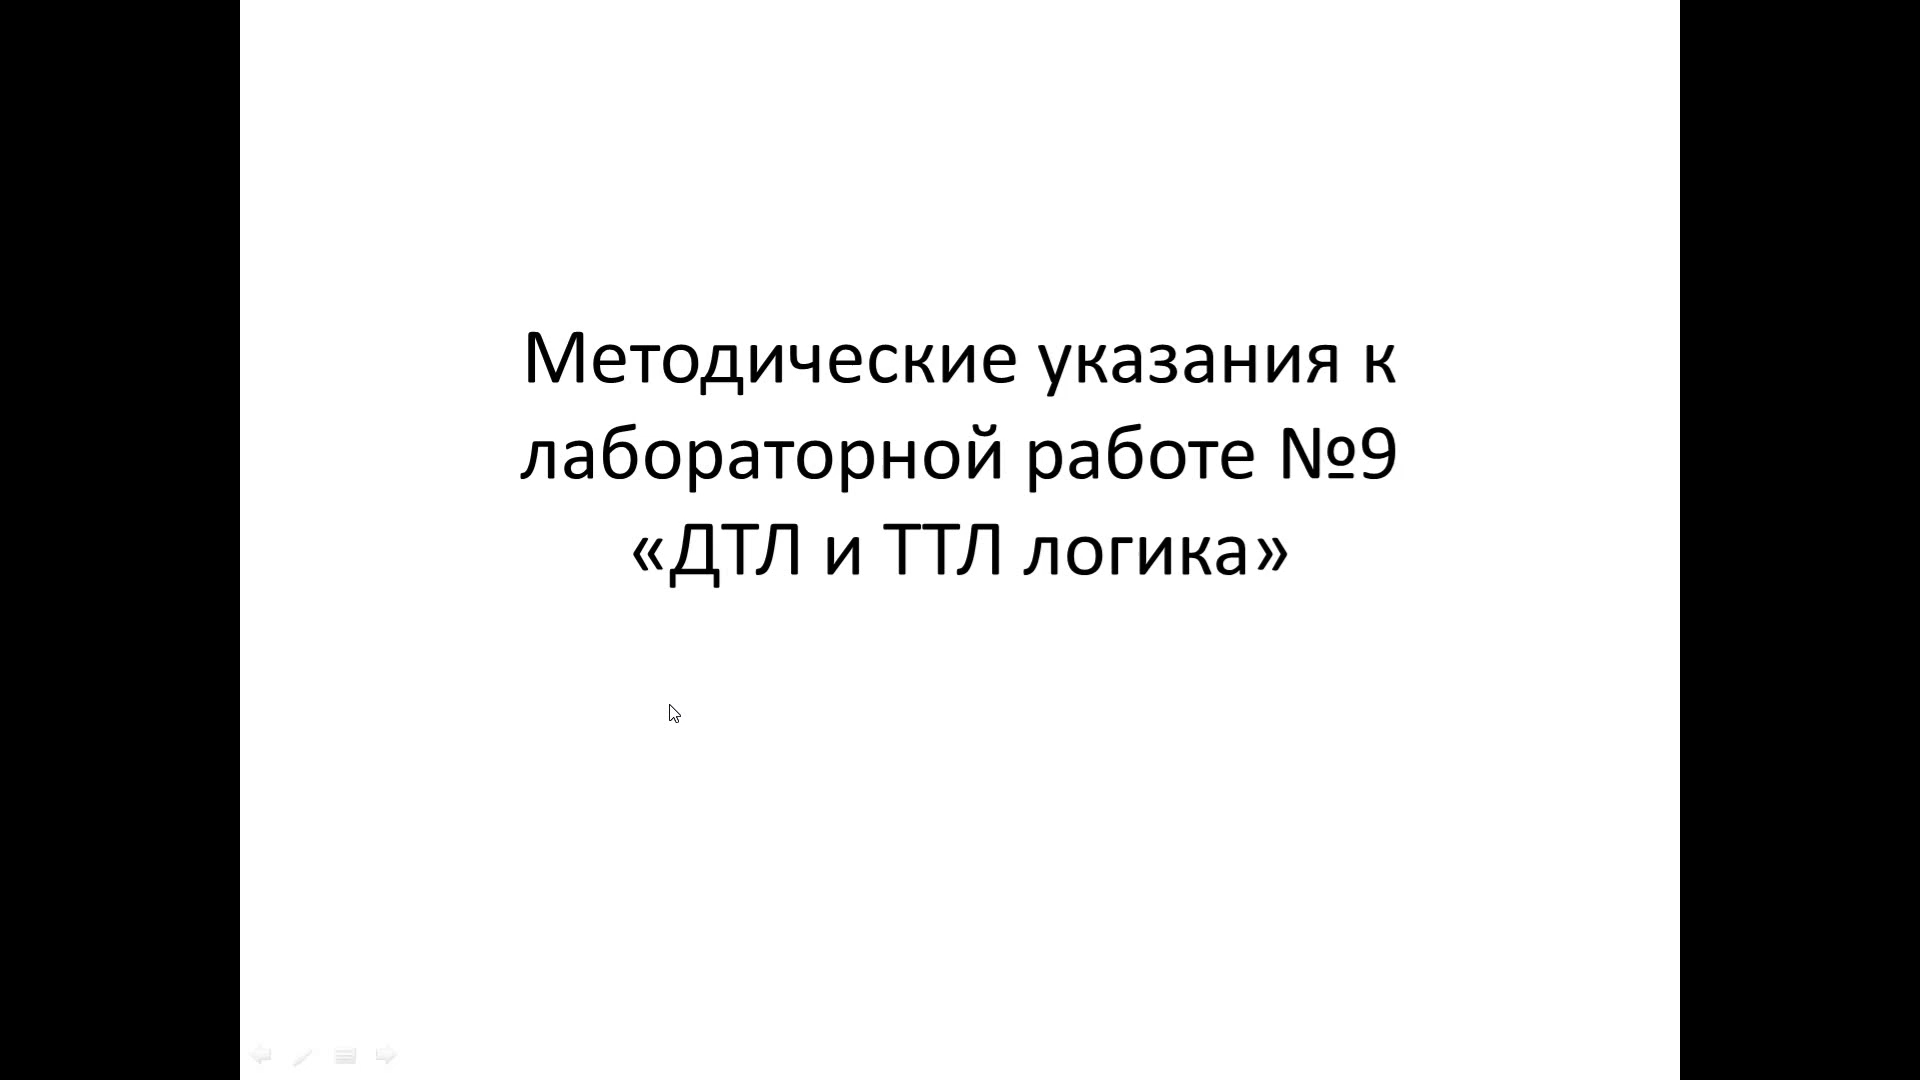 Методические указания к
лабораторной работе №9
«ДТЛ и ТТЛ логика»